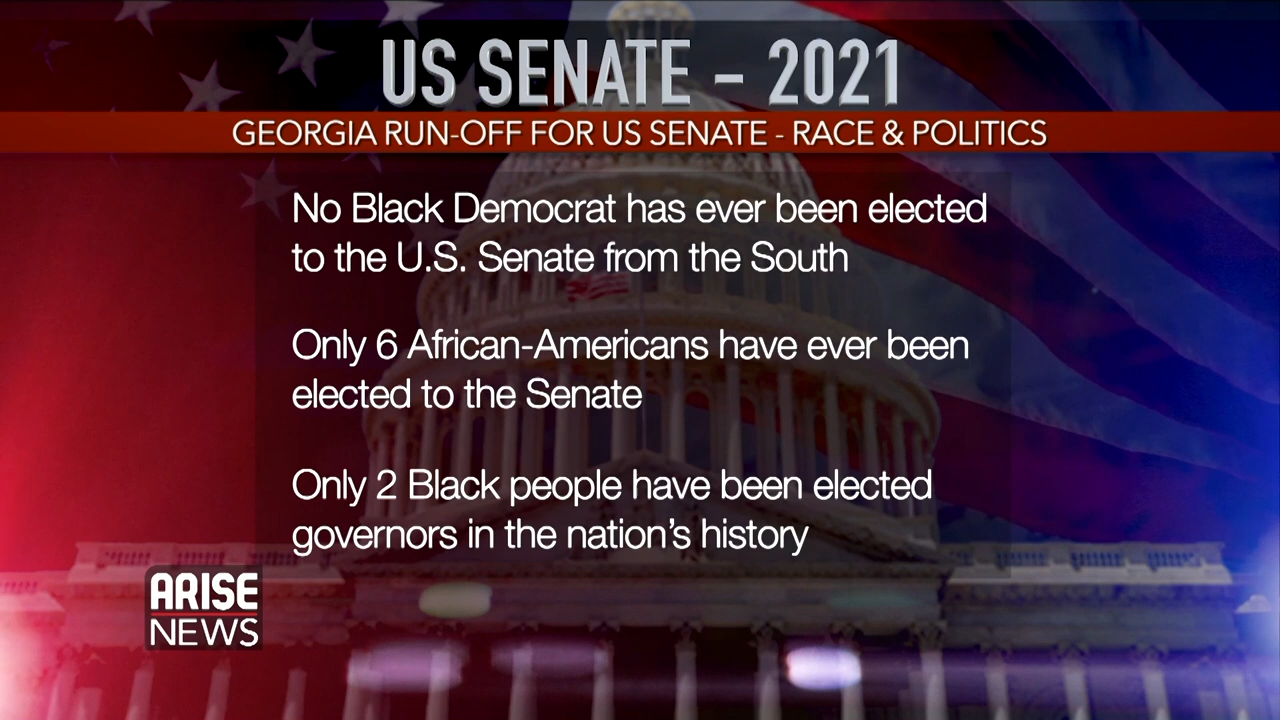 US SENATE – 2021
GEORGIA RUN-OFF FOR US SENATE - RACE & POLITICS
No Black Democrat has ever been elected
to the U.S. Senate from the South
Only 6 African-Americans have ever been
elected to the Senate
Only 2 Black people have been elected
governors in the nation's history
ARISE
NEWS